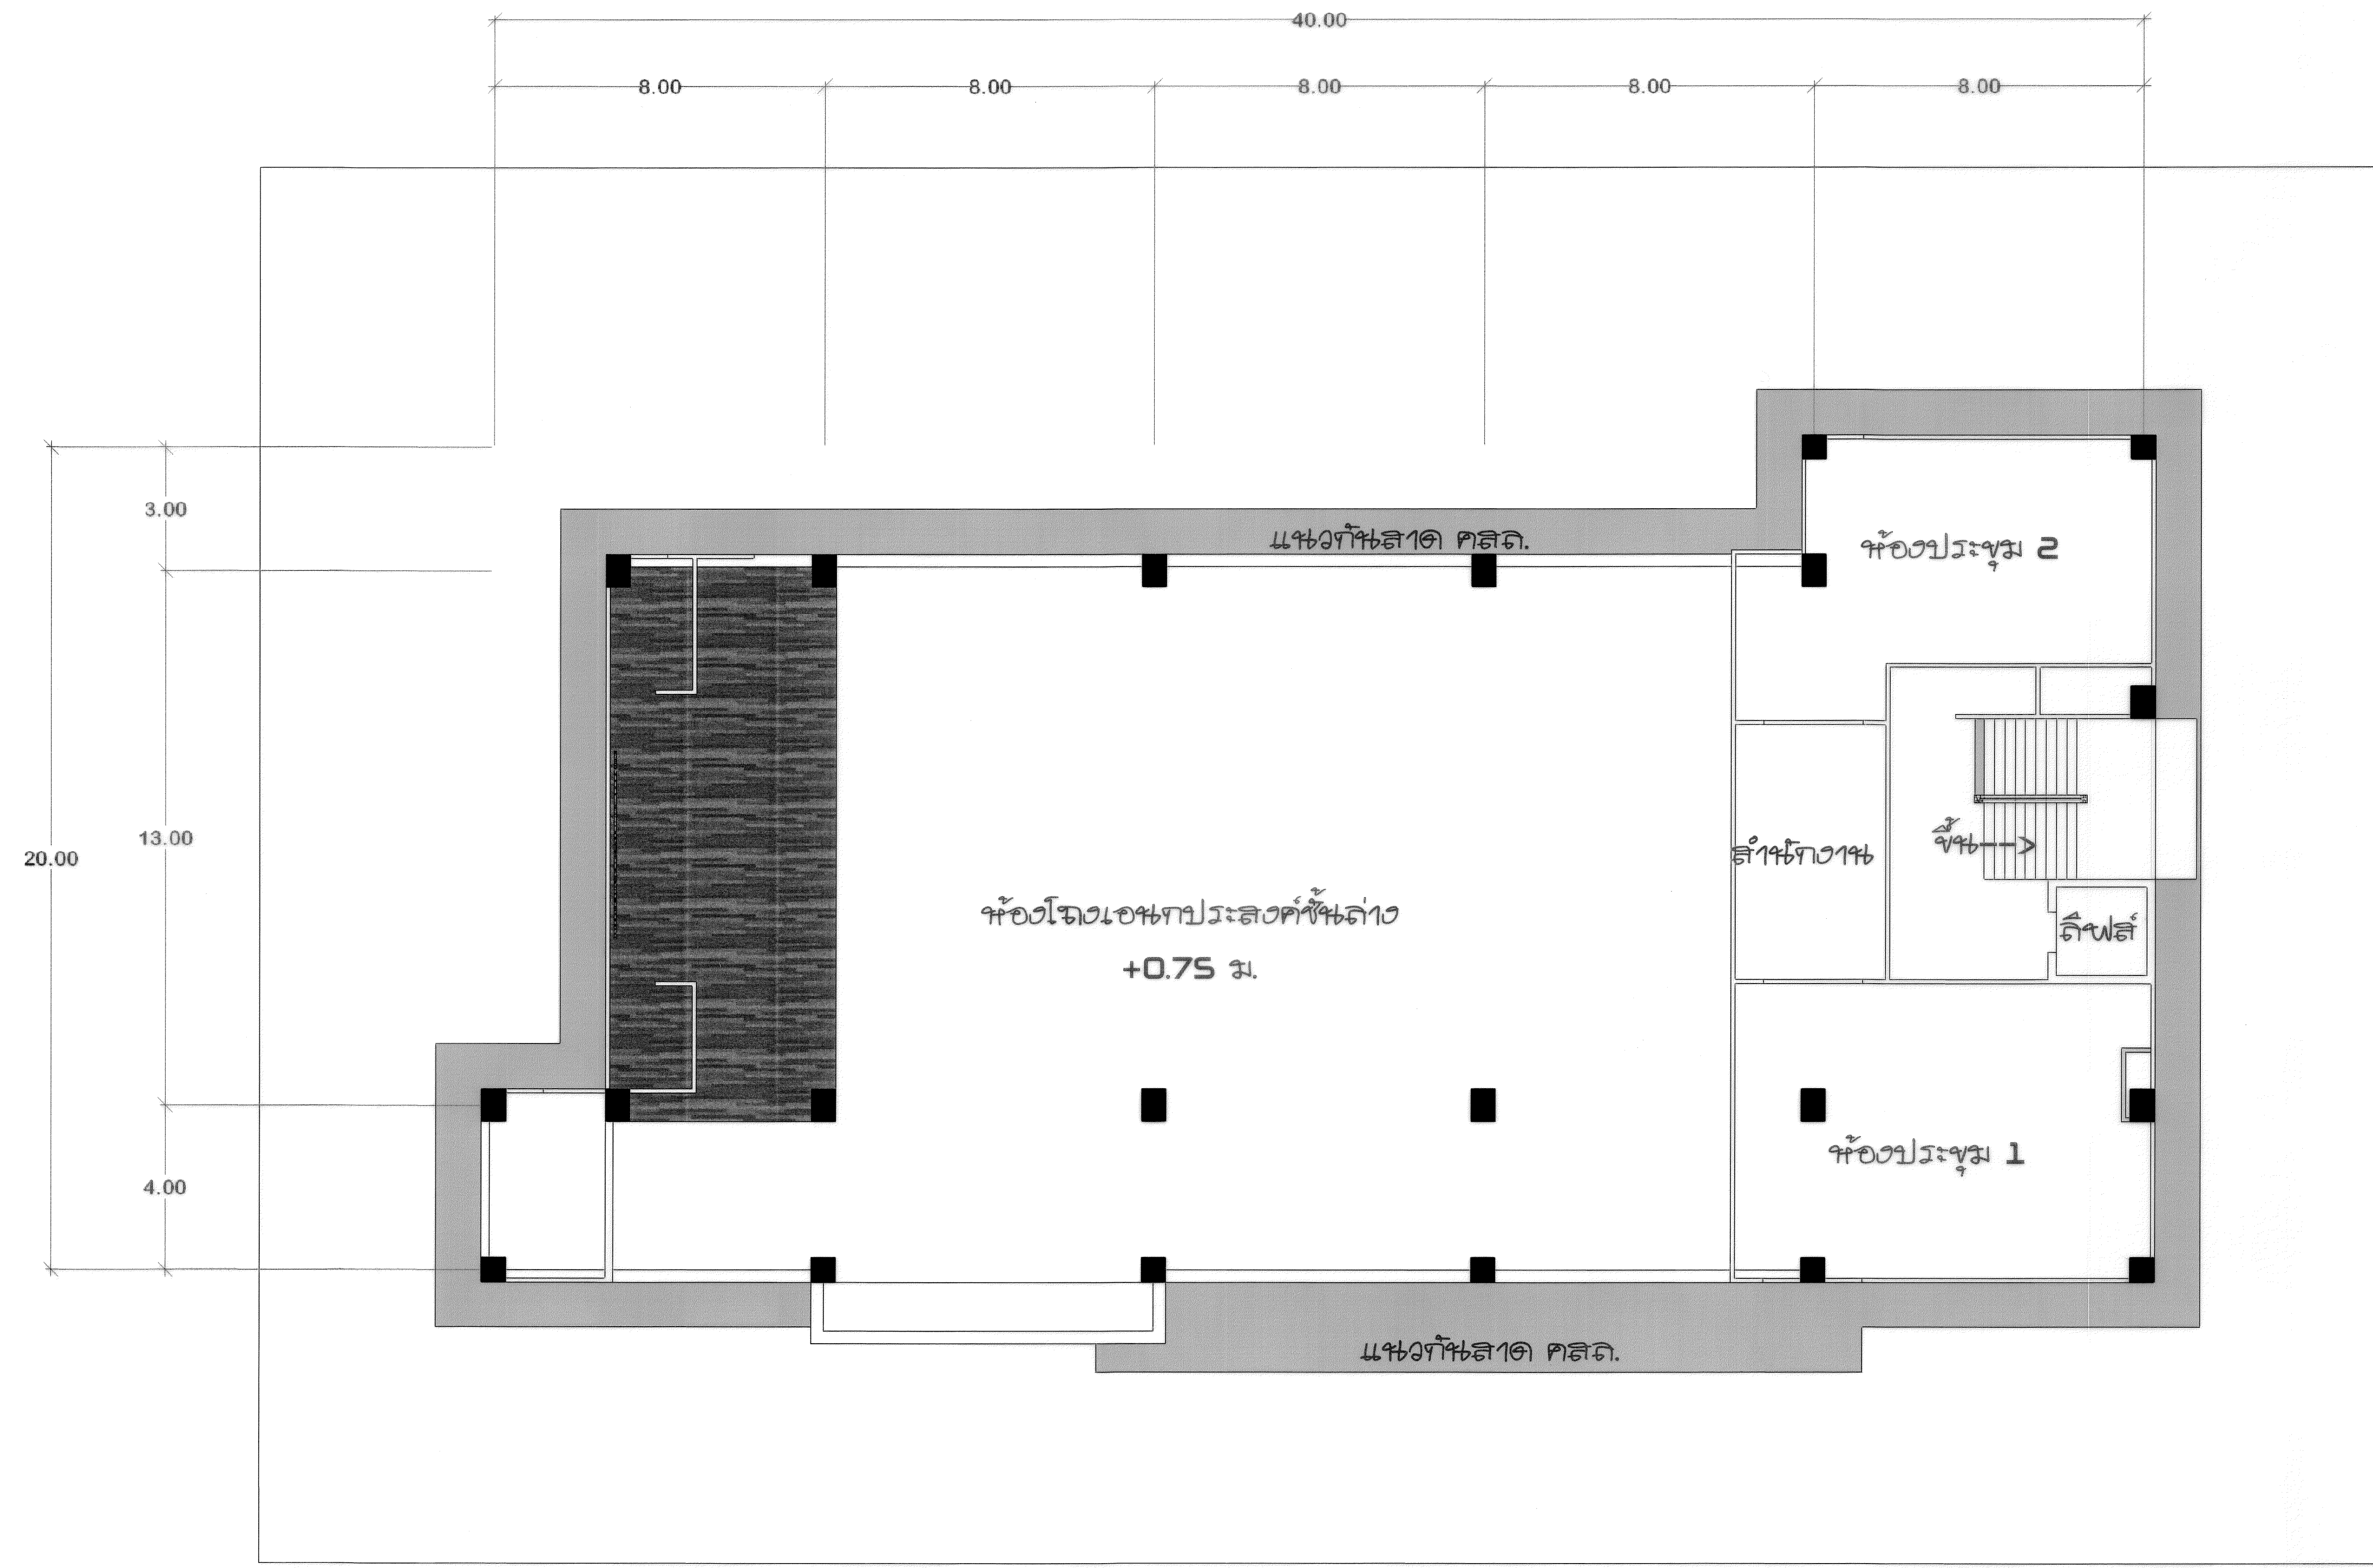 40.00
8.00 8.00 8.00 8.00 8.00
3.00
แนวกันสาด คสล.
ห้องประชุม 2
13.00
20.00
สำนักงาน
ขึ้น-->
ห้องโถงเอนกประสงค์ชั้นล่าง
ลิฟส์
+0.75 ม.
ห้องประชุม 1
4.00
แนวกันสาด คสล.